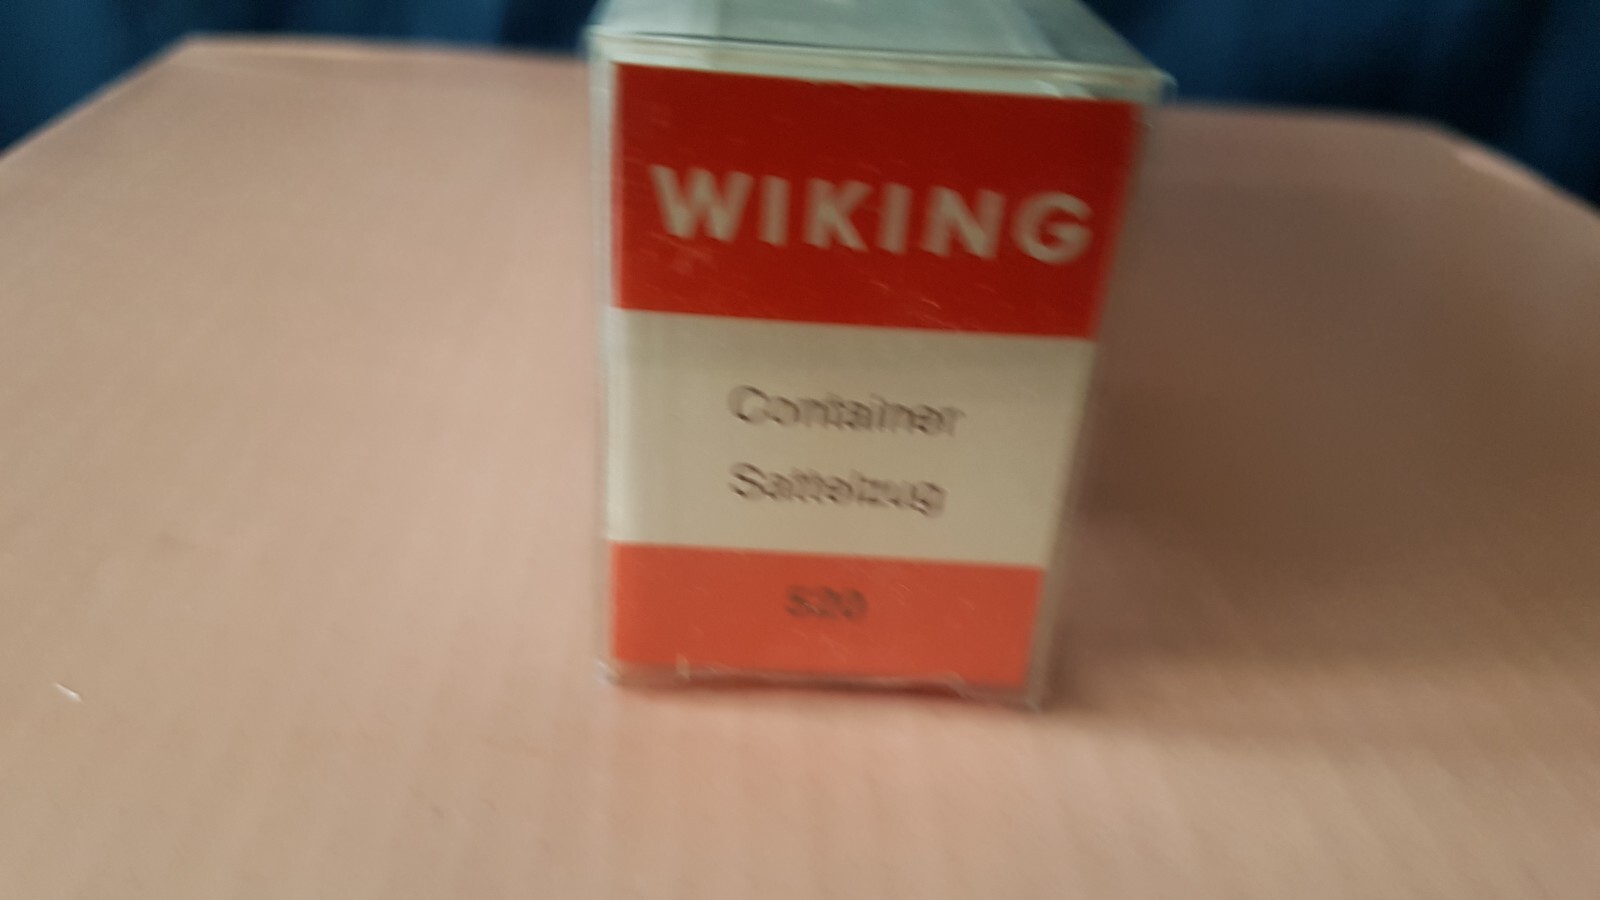 WIKING
Container
Sattelzug
520